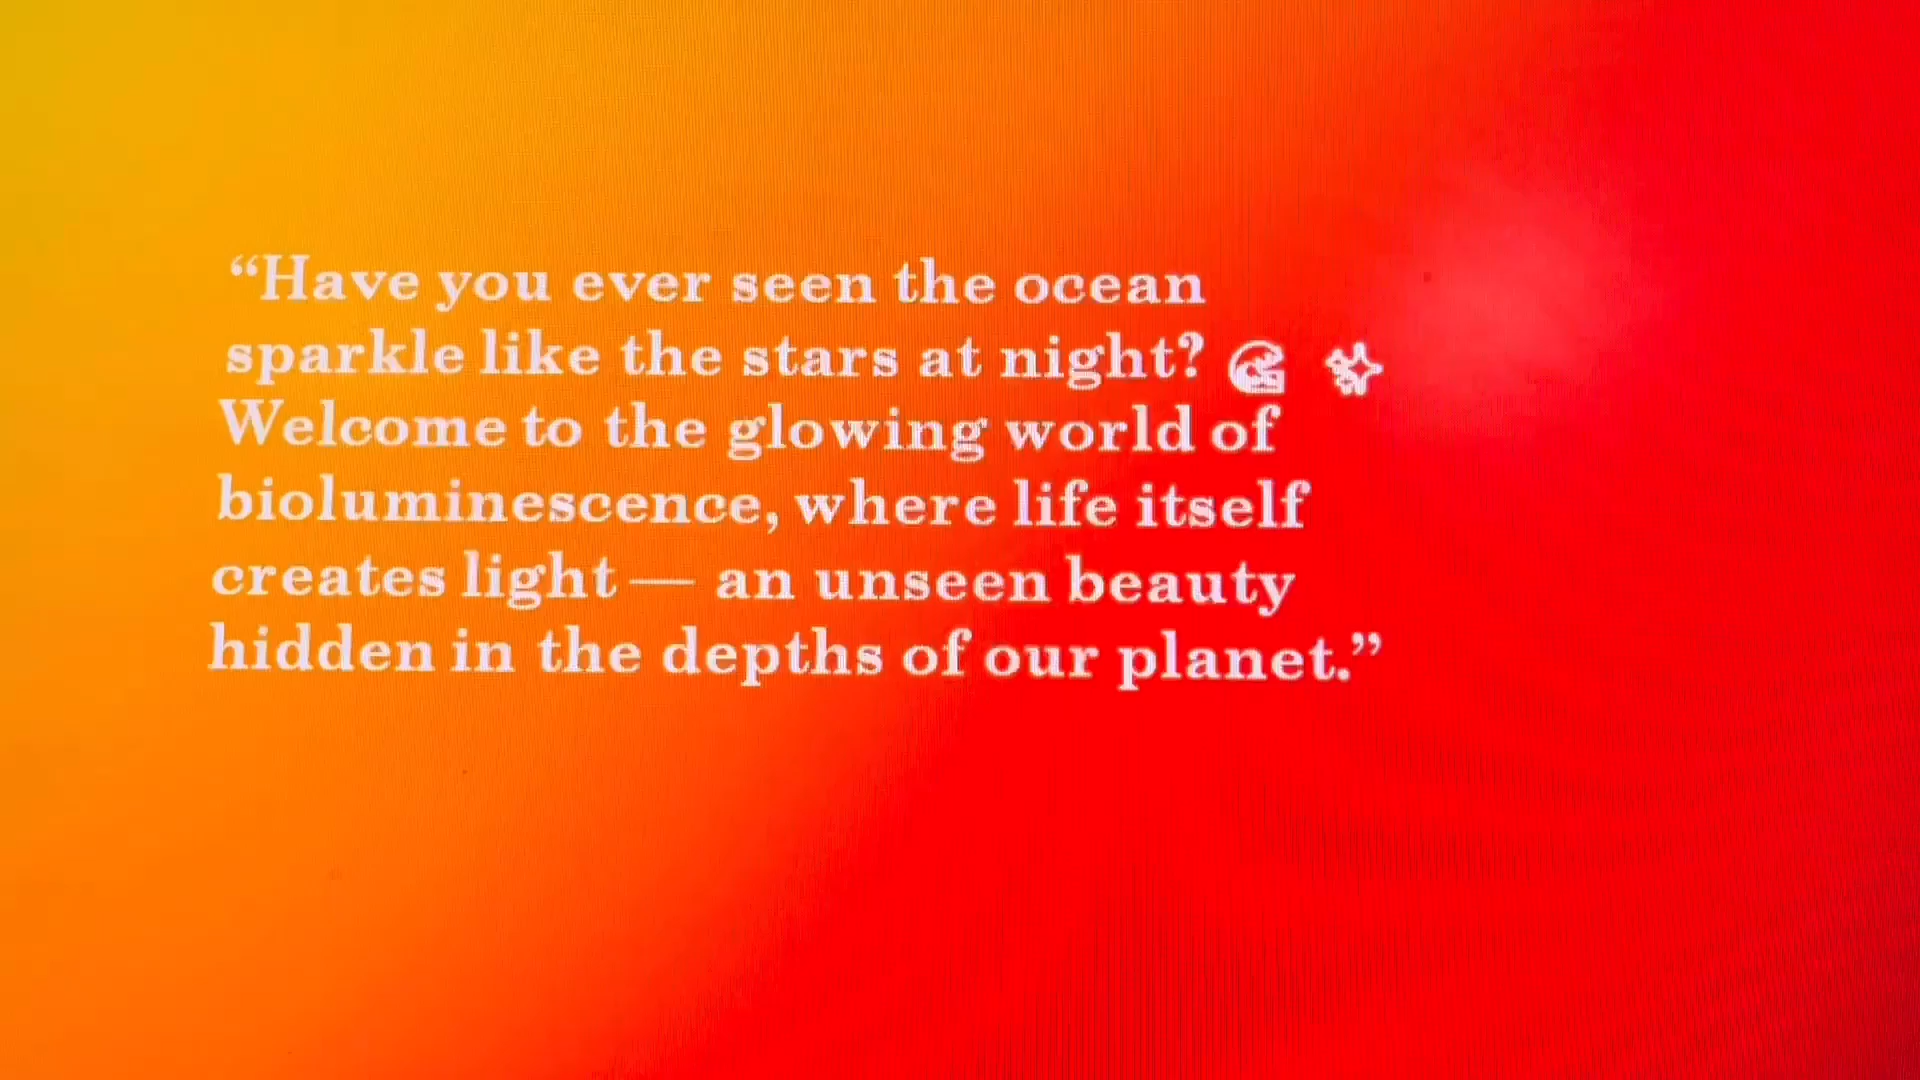 “Have you ever seen the ocean
sparkle like the stars at night? 🌊 ✨
Welcome to the glowing world of
bioluminescence, where life itself
creates light — an unseen beauty
hidden in the depths of our planet.”